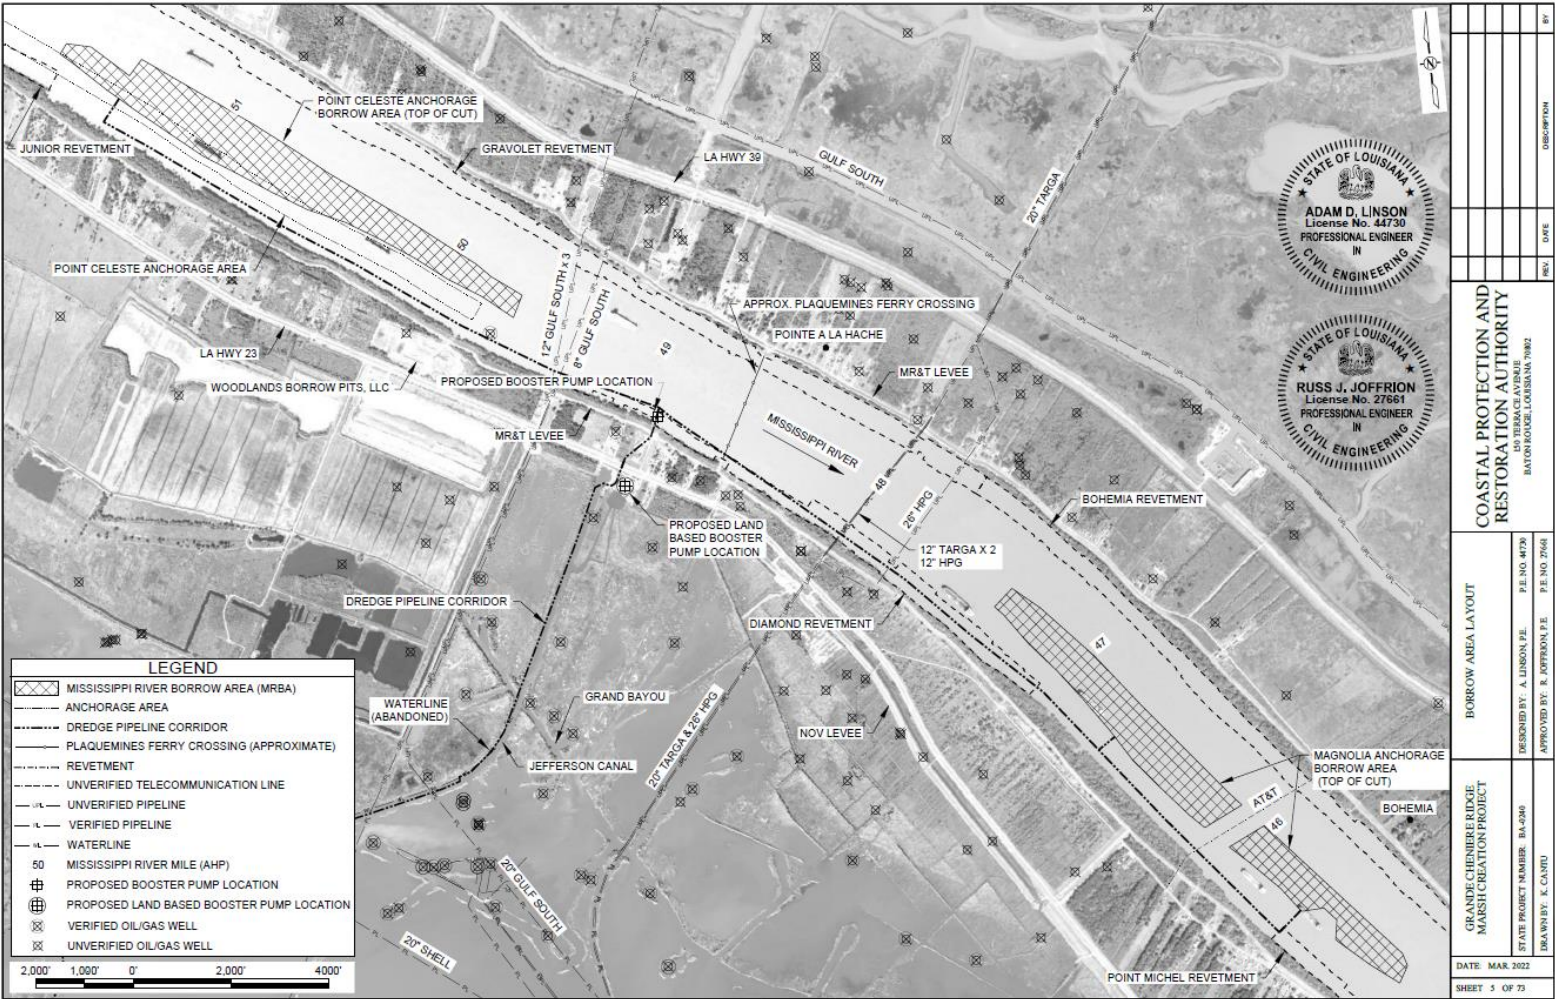 51
POINT CELESTE ANCHORAGE
BORROW AREA (TOP OF CUT)
JUNIOR REVETMENT
GRAVOLET REVETMENT
LA HWY 39
GULF SOUTH
20" TARGA
N
50
POINT CELESTE ANCHORAGE AREA
12" GULF SOUTH x 3
8" GULF SOUTH
APPROX. PLAQUEMINES FERRY CROSSING
POINTE A LA HACHE
49
LA HWY 23
WOODLANDS BORROW PITS, LLC
PROPOSED BOOSTER PUMP LOCATION
MR&T LEVEE
MR&T LEVEE
MISSISSIPPI RIVER
48
26" HPG
BOHEMIA REVETMENT
PROPOSED LAND
BASED BOOSTER
PUMP LOCATION
12" TARGA X 2
12" HPG
DREDGE PIPELINE CORRIDOR
DIAMOND REVETMENT
47
WATERLINE
(ABANDONED)
GRAND BAYOU
20" TARGA & 26" HPG
NOV LEVEE
JEFFERSON CANAL
MAGNOLIA ANCHORAGE
BORROW AREA
(TOP OF CUT)
AT&T
BOHEMIA
46
20" GULF SOUTH
20" SHELL
POINT MICHEL REVETMENT
LEGEND
MISSISSIPPI RIVER BORROW AREA (MRBA)
ANCHORAGE AREA
DREDGE PIPELINE CORRIDOR
PLAQUEMINES FERRY CROSSING (APPROXIMATE)
REVETMENT
UNVERIFIED TELECOMMUNICATION LINE
UPL UNVERIFIED PIPELINE
PL VERIFIED PIPELINE
WL WATERLINE
50 MISSISSIPPI RIVER MILE (AHP)
PROPOSED BOOSTER PUMP LOCATION
PROPOSED LAND BASED BOOSTER PUMP LOCATION
VERIFIED OIL/GAS WELL
UNVERIFIED OIL/GAS WELL
2,000' 1,000' 0' 2,000' 4000'
STATE OF LOUISIANA
ADAM D. LINSON
License No. 44730
PROFESSIONAL ENGINEER
IN
CIVIL ENGINEERING
STATE OF LOUISIANA
RUSS J. JOFFRION
License No. 27661
PROFESSIONAL ENGINEER
IN
CIVIL ENGINEERING
REV. DATE DESCRIPTION BY
COASTAL PROTECTION AND
RESTORATION AUTHORITY
150 TERRACE AVENUE
BATON ROUGE, LOUISIANA 70802
BORROW AREA LAYOUT
DESIGNED BY: A. LINSON, P.E. P.E. NO. 44730
APPROVED BY: R. JOFFRION, P.E. P.E. NO. 27661
GRANDE CHENIERE RIDGE
MARSH CREATION PROJECT
STATE PROJECT NUMBER: BA-0240
DRAWN BY: K. CANTU
DATE: MAR. 2022
SHEET 5 OF 73